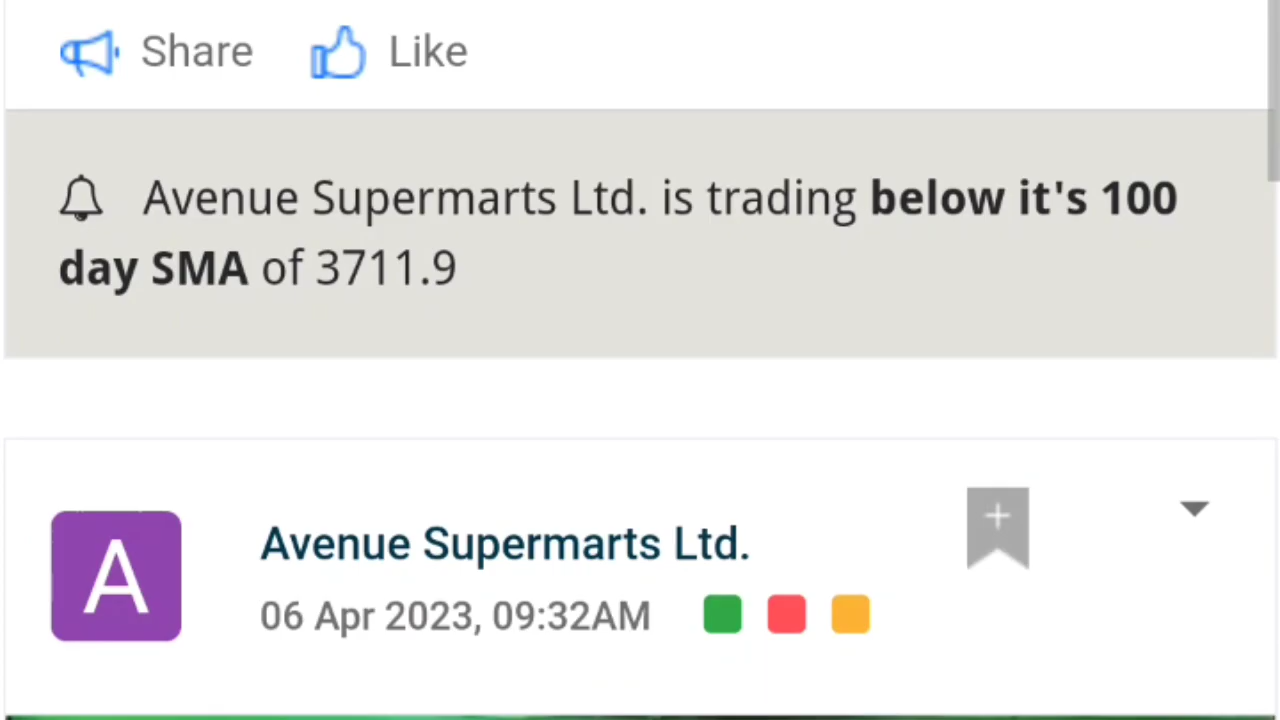 Share Like
Avenue Supermarts Ltd. is trading below it's 100
day SMA of 3711.9
A
Avenue Supermarts Ltd.
06 Apr 2023, 09:32AM